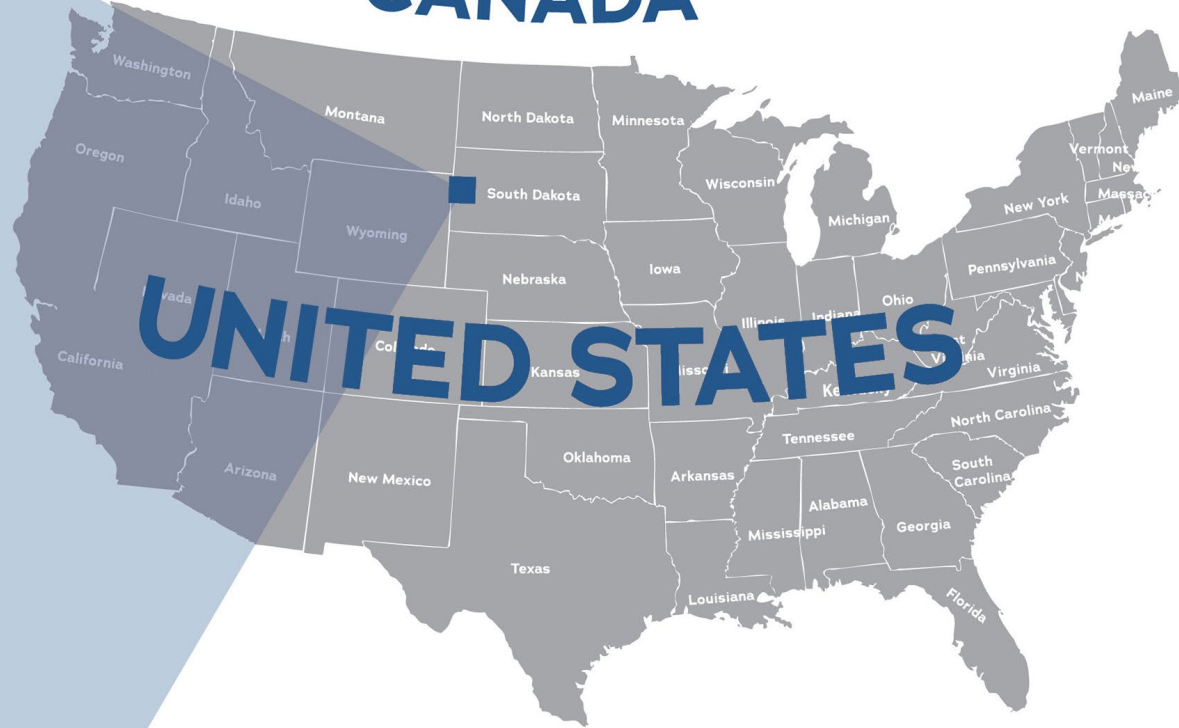 CANADA
Washington
Montana
North Dakota
Minnesota
Maine
Oregon
Vermont
Idaho
South Dakota
Wisconsin
Michigan
New York
Wyoming
Nebraska
Iowa
Pennsylvania
Ohio
Indiana
Illinois
UNITED STATES
California
Kansas
Virginia
North Carolina
Tennessee
South
Carolina
Arizona
New Mexico
Oklahoma
Arkansas
Alabama
Mississippi
Georgia
Texas
Louisiana
Florida